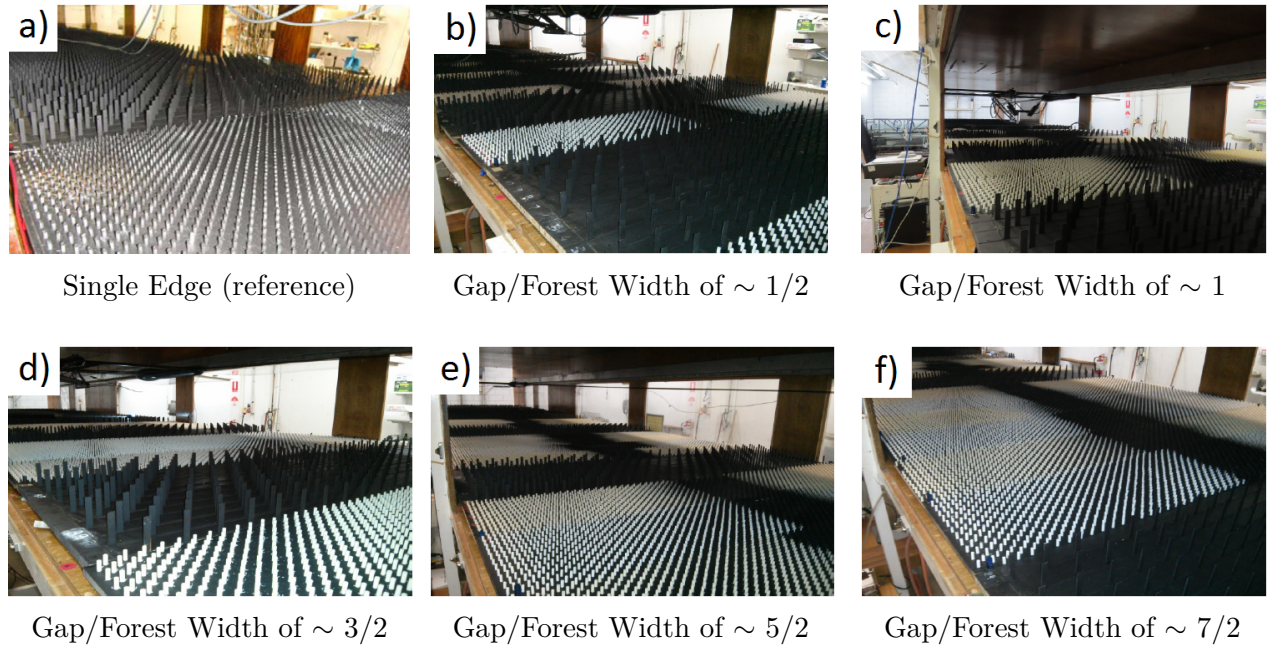 a)
b)
c)
Single Edge (reference)
Gap/Forest Width of ∼ 1/2
Gap/Forest Width of ∼ 1
d)
e)
f)
Gap/Forest Width of ∼ 3/2
Gap/Forest Width of ∼ 5/2
Gap/Forest Width of ∼ 7/2